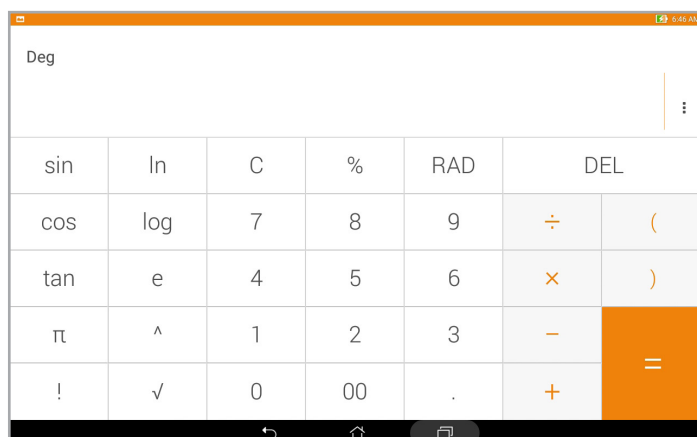 6:46 AM
Deg
sin ln C % RAD DEL
cos log 7 8 9 ÷ (
tan e 4 5 6 × )
π ^ 1 2 3 −
=
! √ 0 00 . +